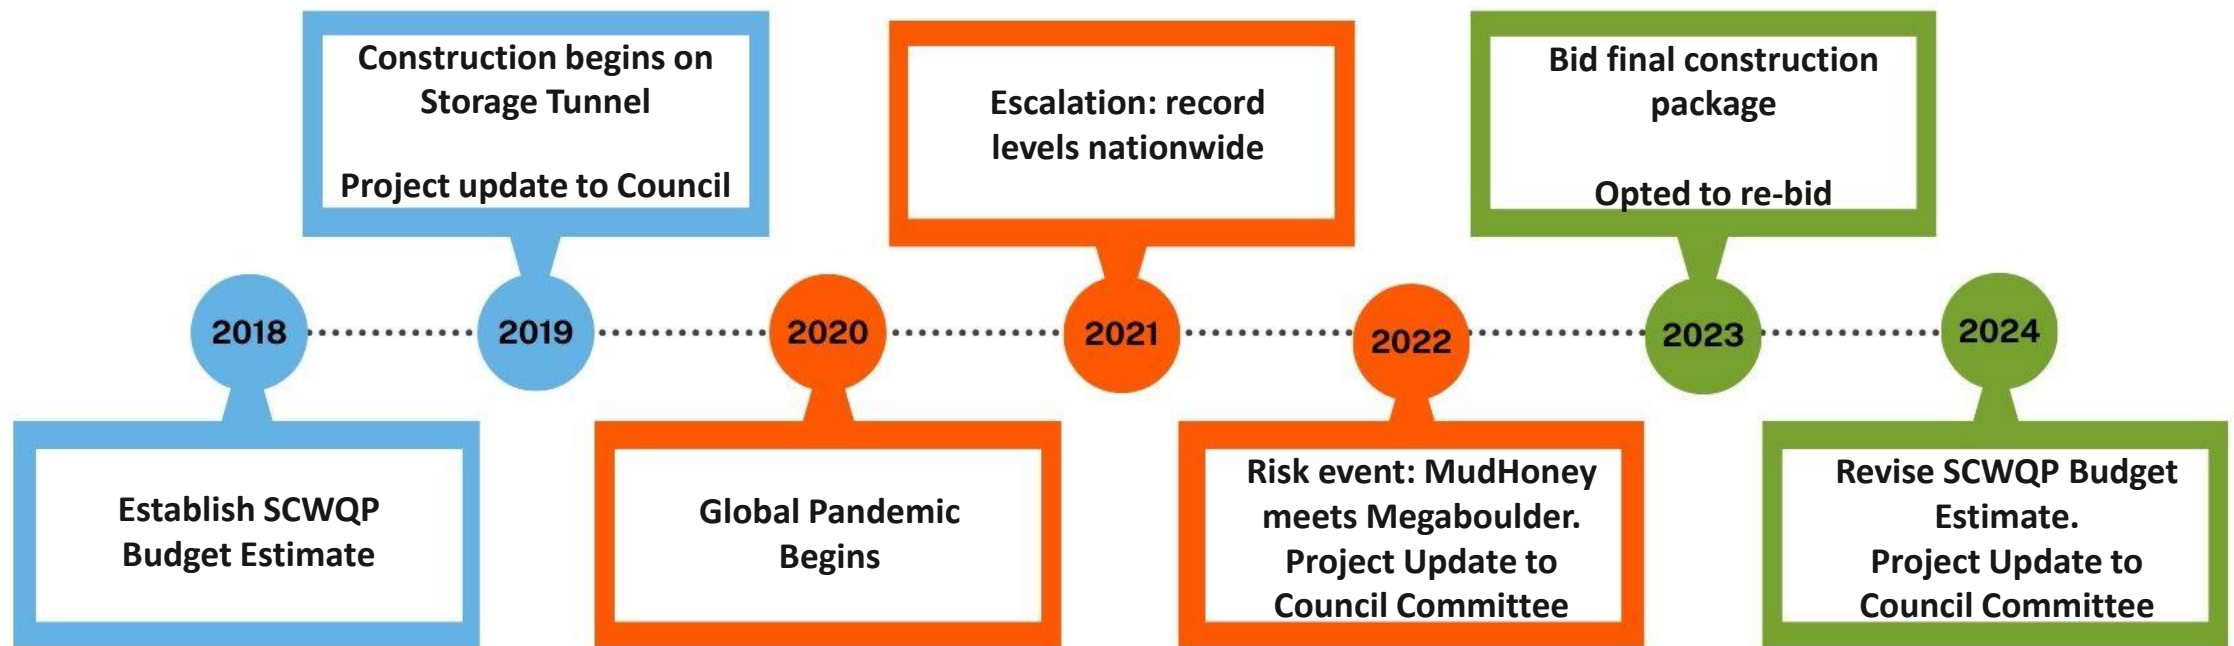 Construction begins on
Storage Tunnel
Project update to Council
Escalation: record
levels nationwide
Bid final construction
package
Opted to re-bid
2018
2019
2020
2021
2022
2023
2024
Establish SCWQP
Budget Estimate
Global Pandemic
Begins
Risk event: MudHoney
meets Megaboulder.
Project Update to
Council Committee
Revise SCWQP Budget
Estimate.
Project Update to
Council Committee